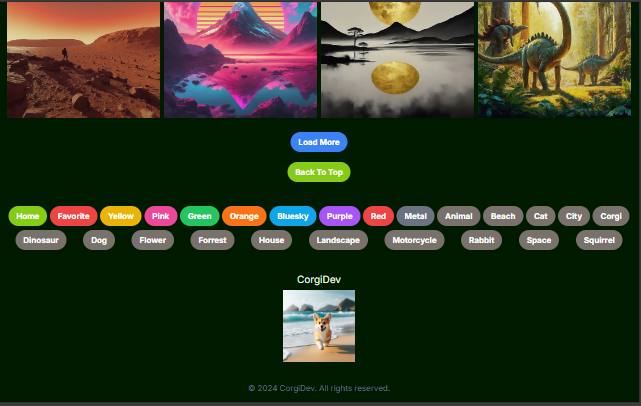 Load More
Back To Top
Home Favorite Yellow Pink Green Orange Bluesky Purple Red Metal Animal Beach Cat City Corgi
Dinosaur Dog Flower Forrest House Landscape Motorcycle Rabbit Space Squirrel
CorgiDev
© 2024 CorgiDev. All rights reserved.